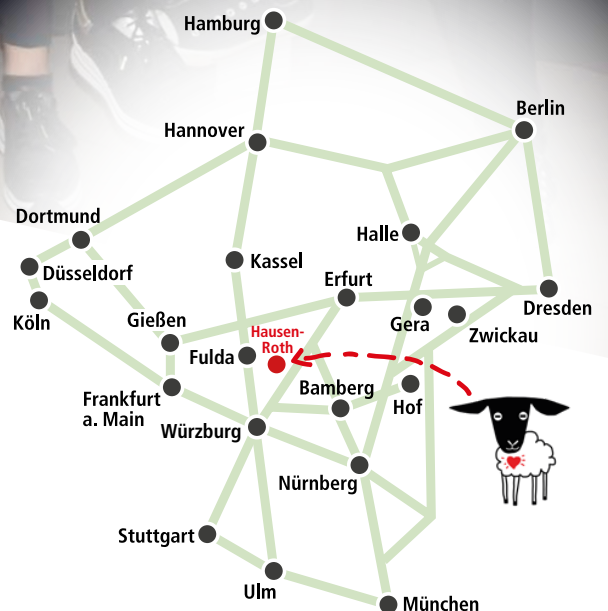 Hamburg
Berlin
Hannover
Dortmund
Halle
Düsseldorf
Kassel
Erfurt
Köln
Gießen
Hausen-
Roth
Gera
Dresden
Zwickau
Fulda
Frankfurt
a. Main
Bamberg
Hof
Würzburg
Nürnberg
Stuttgart
Ulm
München